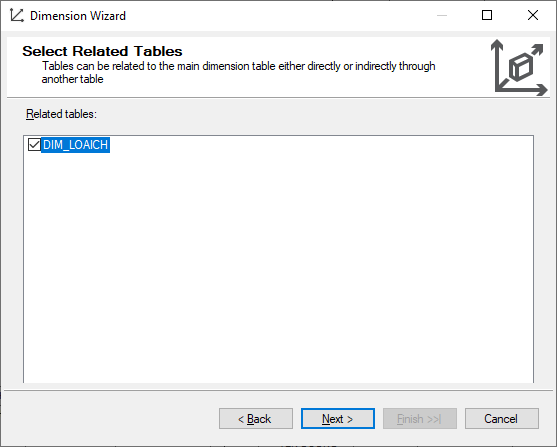 Dimension Wizard
Select Related Tables
Tables can be related to the main dimension table either directly or indirectly through
another table
Related tables:
DIM_LOAICH
< Back
Next >
Finish >>|
Cancel